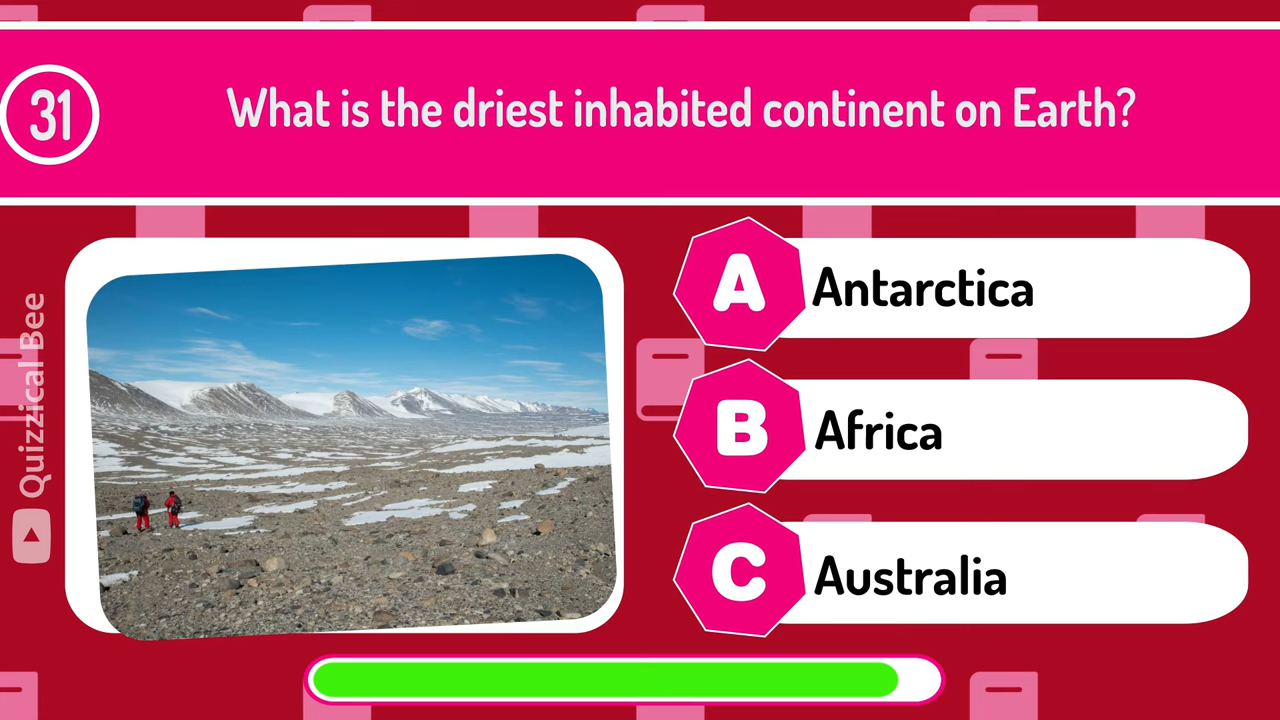 31
What is the driest inhabited continent on Earth?
A
Antarctica
B
Africa
C
Australia
Quizzical Bee